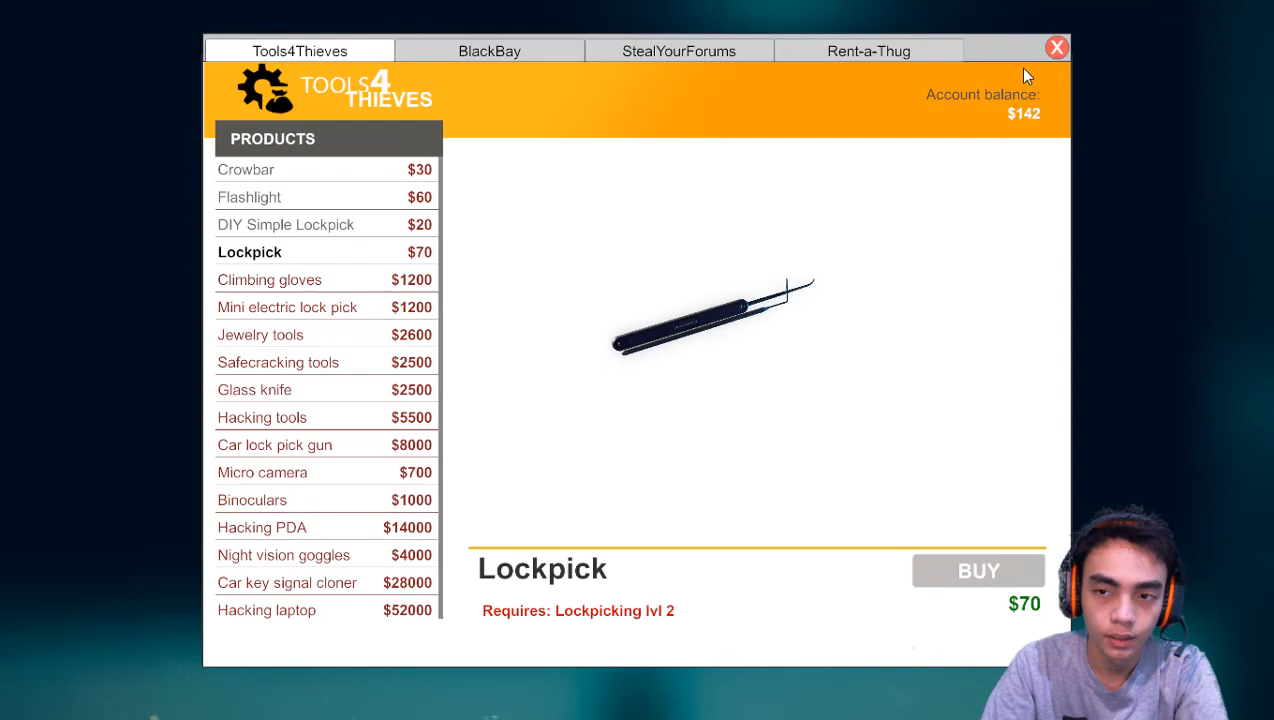 Tools4Thieves
BlackBay
StealYourForums
Rent-a-Thug
X
TOOLS4
THIEVES
Account balance:
$142
PRODUCTS
Crowbar $30
Flashlight $60
DIY Simple Lockpick $20
Lockpick $70
Climbing gloves $1200
Mini electric lock pick $1200
Jewelry tools $2600
Safecracking tools $2500
Glass knife $2500
Hacking tools $5500
Car lock pick gun $8000
Micro camera $700
Binoculars $1000
Hacking PDA $14000
Night vision goggles $4000
Car key signal cloner $28000
Hacking laptop $52000
Lockpick
BUY
Requires: Lockpicking lvl 2
$70